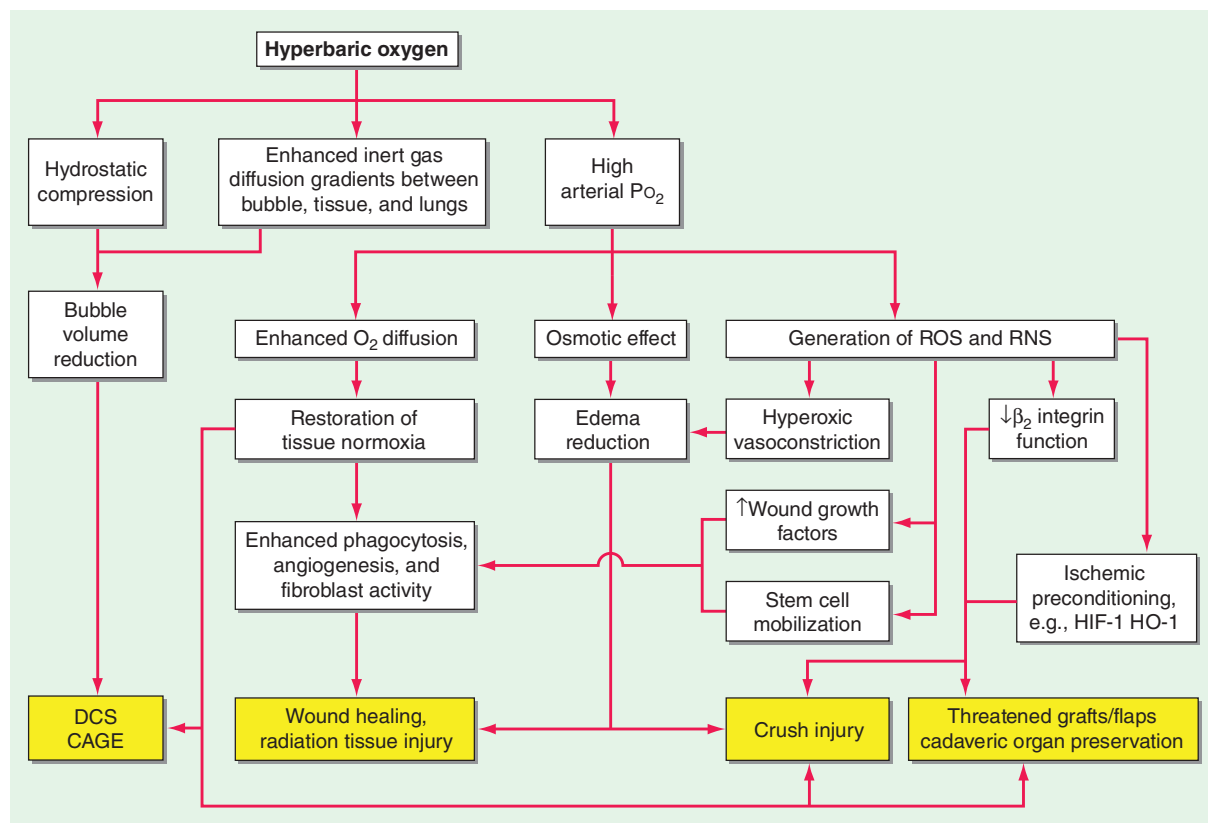 Hyperbaric oxygen
Hydrostatic
compression
Enhanced inert gas
diffusion gradients between
bubble, tissue, and lungs
High
arterial PO₂
Bubble
volume
reduction
Enhanced O₂ diffusion
Osmotic effect
Generation of ROS and RNS
Restoration of
tissue normoxia
Edema
reduction
Hyperoxic
vasoconstriction
↓β₂ integrin
function
↑Wound growth
factors
Enhanced phagocytosis,
angiogenesis, and
fibroblast activity
Stem cell
mobilization
Ischemic
preconditioning,
e.g., HIF-1 HO-1
DCS
CAGE
Wound healing,
radiation tissue injury
Crush injury
Threatened grafts/flaps
cadaveric organ preservation